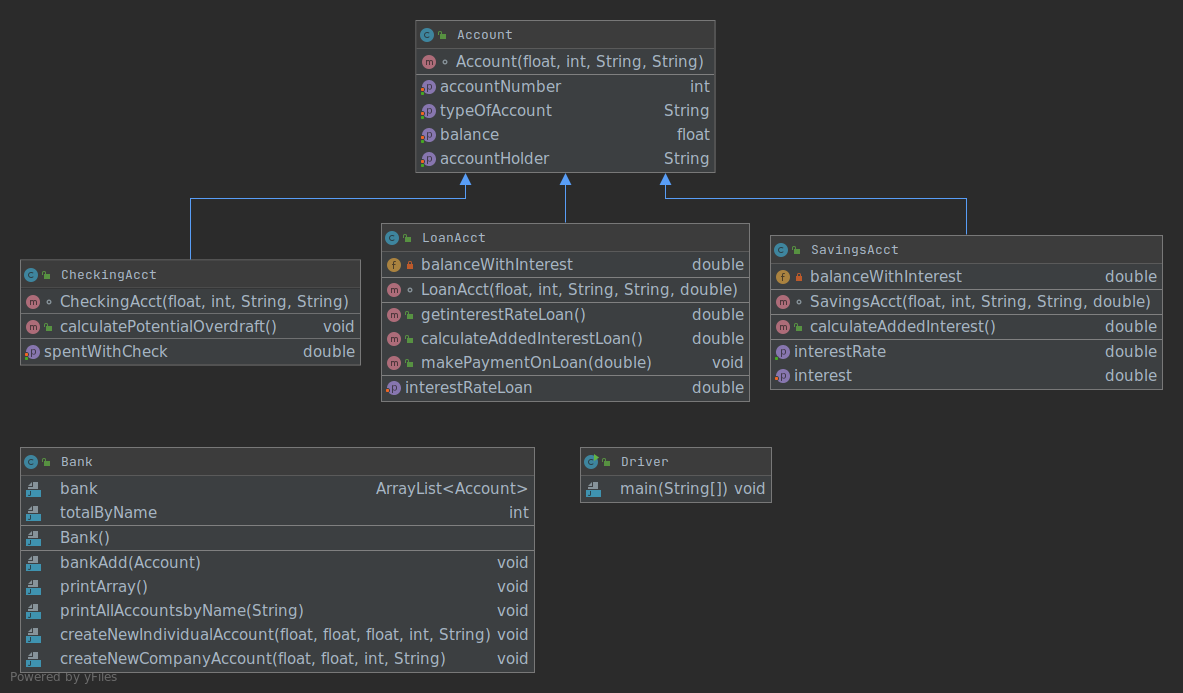 Account
Account(float, int, String, String)
accountNumber int
typeOfAccount String
balance float
accountHolder String
CheckingAcct
CheckingAcct(float, int, String, String)
calculatePotentialOverdraft() void
spentWithCheck double
LoanAcct
balanceWithInterest double
LoanAcct(float, int, String, String, double)
getinterestRateLoan() double
calculateAddedInterestLoan() double
makePaymentOnLoan(double) void
interestRateLoan double
SavingsAcct
balanceWithInterest double
SavingsAcct(float, int, String, String, double)
calculateAddedInterest() double
interestRate double
interest double
Bank
bank ArrayList<Account>
totalByName int
Bank()
bankAdd(Account) void
printArray() void
printAllAccountsbyName(String) void
createNewIndividualAccount(float, float, float, int, String) void
createNewCompanyAccount(float, float, int, String) void
Driver
main(String[]) void
Powered by yFiles